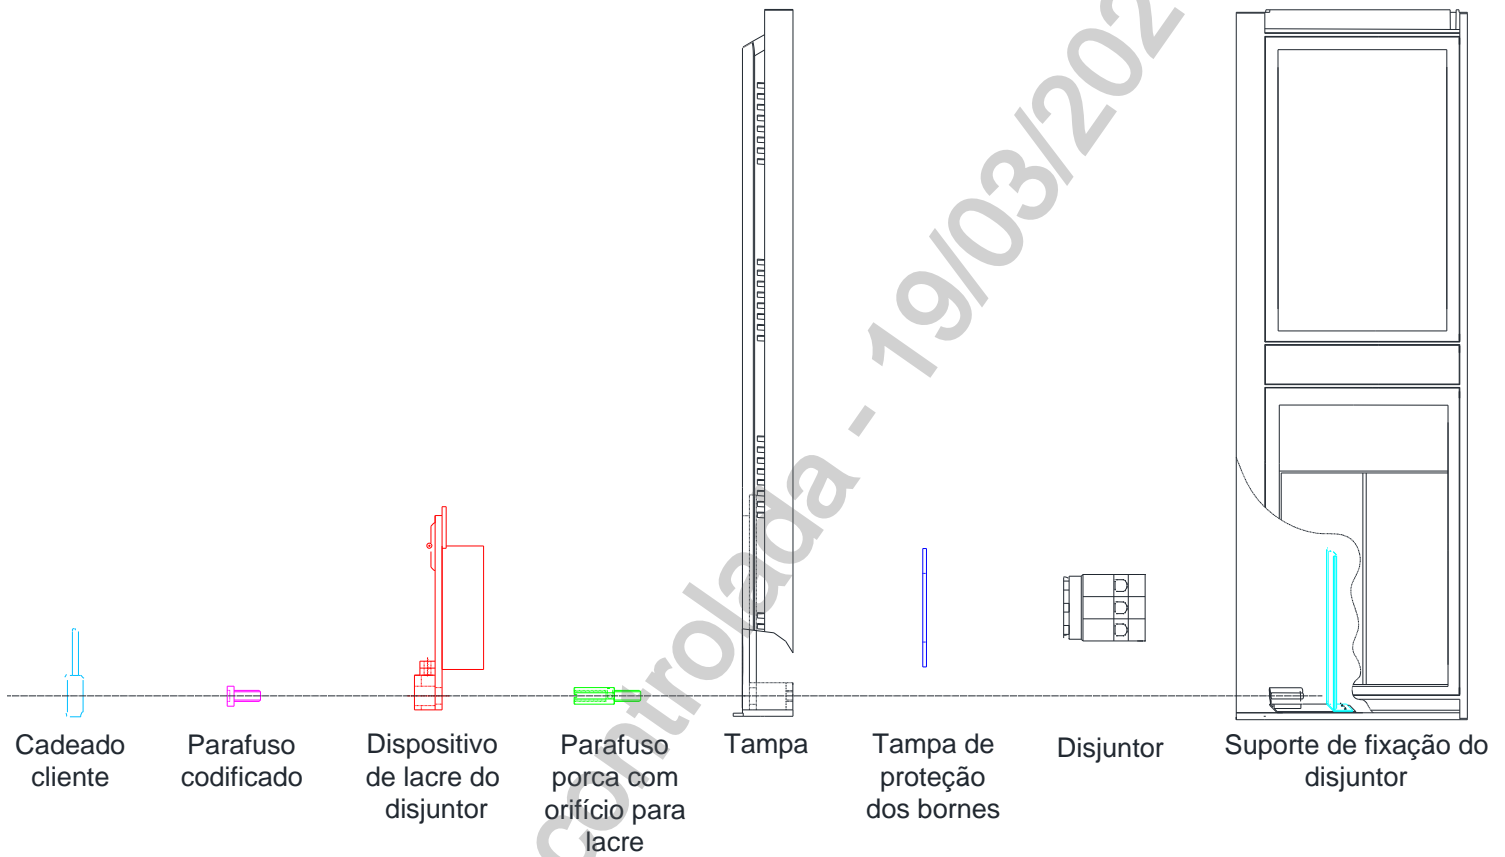 controlada - 19/03/202
Cadeado
cliente
Parafuso
codificado
Dispositivo
de lacre do
disjuntor
Parafuso
porca com
orifício para
lacre
Tampa
Tampa de
proteção
dos bornes
Disjuntor
Suporte de fixação do
disjuntor